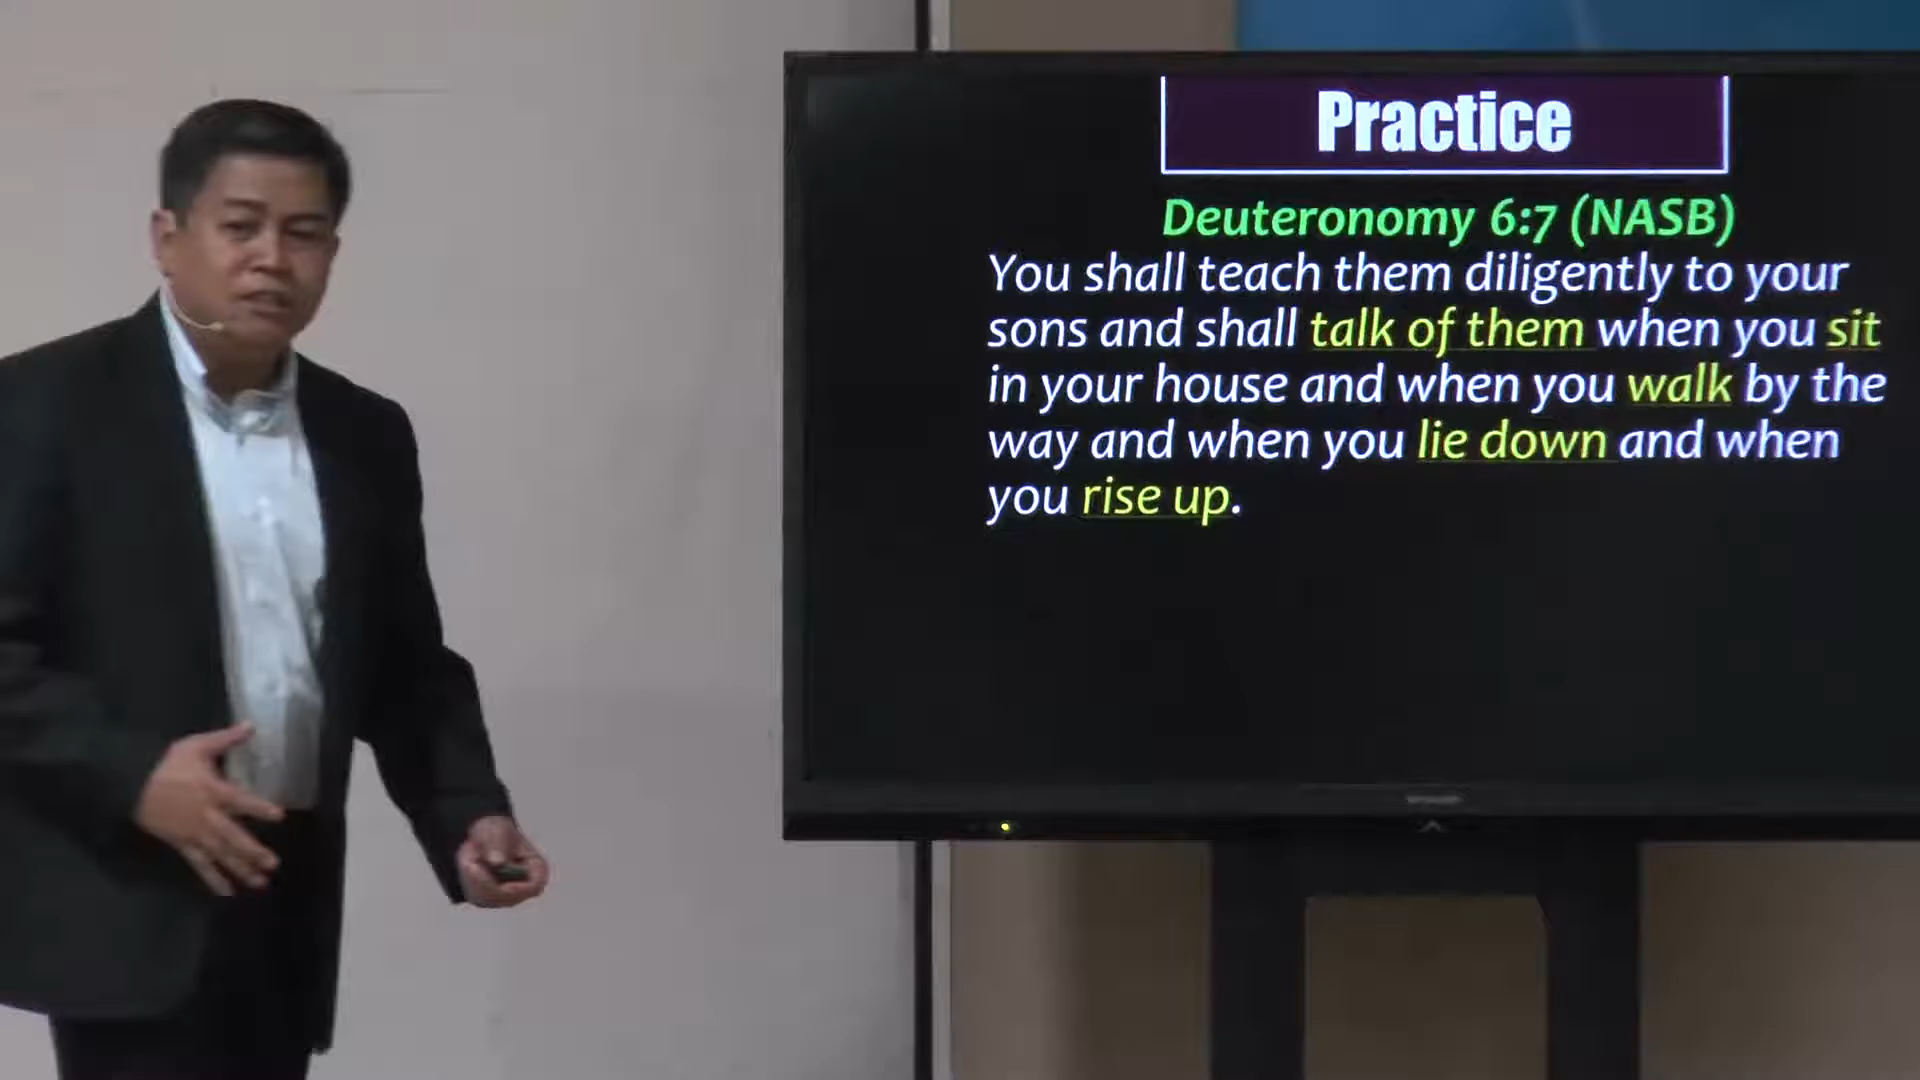 Practice
Deuteronomy 6:7 (NASB)
You shall teach them diligently to your
sons and shall talk of them when you sit
in your house and when you walk by the
way and when you lie down and when
you rise up.